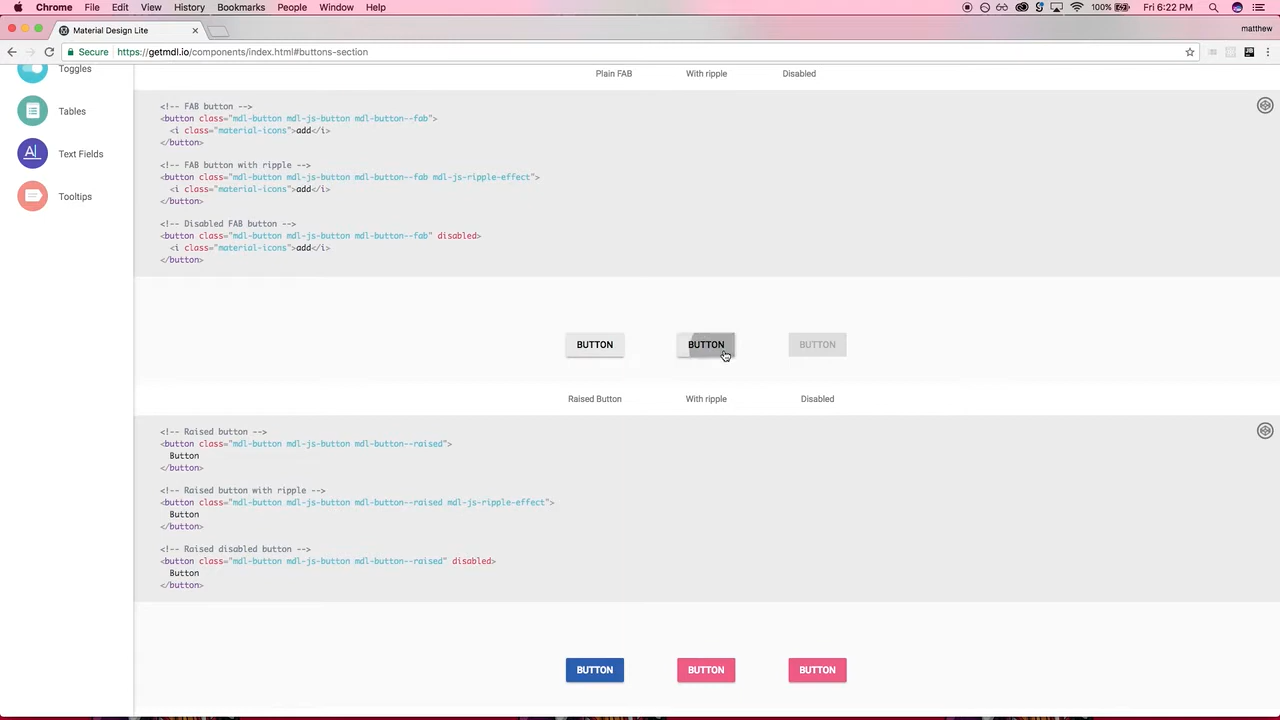 Chrome File Edit View History Bookmarks People Window Help 100% Fri 6:22 PM
Material Design Lite
matthew
Secure https://getmdl.io/components/index.html#buttons-section
Toggles
Tables
Text Fields
Tooltips
Plain FAB With ripple Disabled
<!-- FAB button -->
<button class="mdl-button mdl-js-button mdl-button--fab">
<i class="material-icons">add</i>
</button>
<!-- FAB button with ripple -->
<button class="mdl-button mdl-js-button mdl-button--fab mdl-js-ripple-effect">
<i class="material-icons">add</i>
</button>
<!-- Disabled FAB button -->
<button class="mdl-button mdl-js-button mdl-button--fab" disabled>
<i class="material-icons">add</i>
</button>
BUTTON BUTTON BUTTON
Raised Button With ripple Disabled
<!-- Raised button -->
<button class="mdl-button mdl-js-button mdl-button--raised">
Button
</button>
<!-- Raised button with ripple -->
<button class="mdl-button mdl-js-button mdl-button--raised mdl-js-ripple-effect">
Button
</button>
<!-- Raised disabled button -->
<button class="mdl-button mdl-js-button mdl-button--raised" disabled>
Button
</button>
BUTTON BUTTON BUTTON